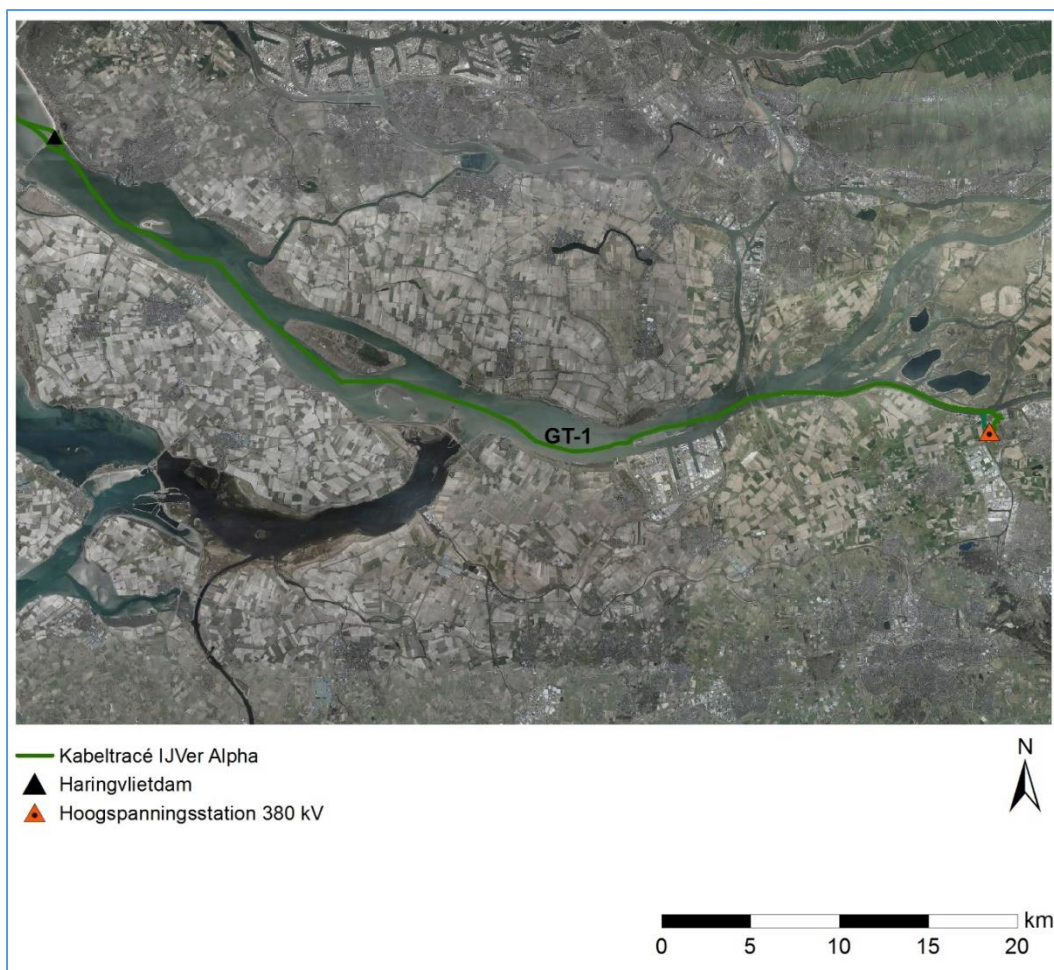 GT-1
Kabeltracé IJVer Alpha
Haringvlietdam
Hoogspanningsstation 380 kV
N
km
0 5 10 15 20